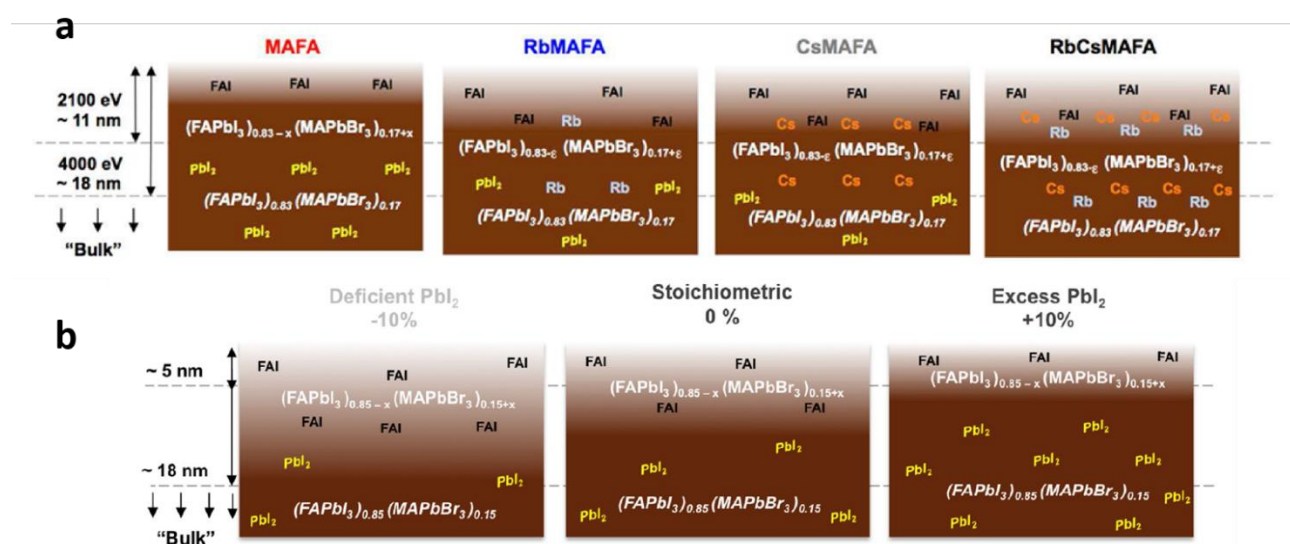 a
MAFA RbMAFA CsMAFA RbCsMAFA
2100 eV
~ 11 nm
4000 eV
~ 18 nm
"Bulk"
FAI FAI FAI
(FAPbI3)0.83 – x (MAPbBr3)0.17+x
PbI2 PbI2 PbI2
(FAPbI3)0.83 (MAPbBr3)0.17
PbI2 PbI2
FAI FAI
FAI Rb FAI
(FAPbI3)0.83-ε (MAPbBr3)0.17+ε
PbI2 Rb Rb PbI2
(FAPbI3)0.83 (MAPbBr3)0.17
PbI2
FAI FAI
Cs FAI Cs Cs FAI
(FAPbI3)0.83-ε (MAPbBr3)0.17+ε
Cs Cs Cs
PbI2 PbI2
(FAPbI3)0.83 (MAPbBr3)0.17
PbI2
FAI FAI FAI
Cs FAI Cs Cs FAI Cs
Rb Rb Rb
(FAPbI3)0.83-ε (MAPbBr3)0.17+ε
Cs Cs Cs Cs
Rb Rb Rb
(FAPbI3)0.83 (MAPbBr3)0.17
b
Deficient PbI2
-10%
Stoichiometric
0 %
Excess PbI2
+10%
~ 5 nm
~ 18 nm
"Bulk"
FAI FAI FAI
(FAPbI3)0.85 – x (MAPbBr3)0.15+x
FAI FAI FAI
PbI2 PbI2
(FAPbI3)0.85 (MAPbBr3)0.15
PbI2
FAI FAI FAI
(FAPbI3)0.85 – x (MAPbBr3)0.15+x
FAI FAI
PbI2 PbI2
(FAPbI3)0.85 (MAPbBr3)0.15
PbI2 PbI2
FAI FAI FAI
(FAPbI3)0.85 – x (MAPbBr3)0.15+x
PbI2 PbI2
PbI2 PbI2 PbI2
(FAPbI3)0.85 (MAPbBr3)0.15
PbI2 PbI2 PbI2